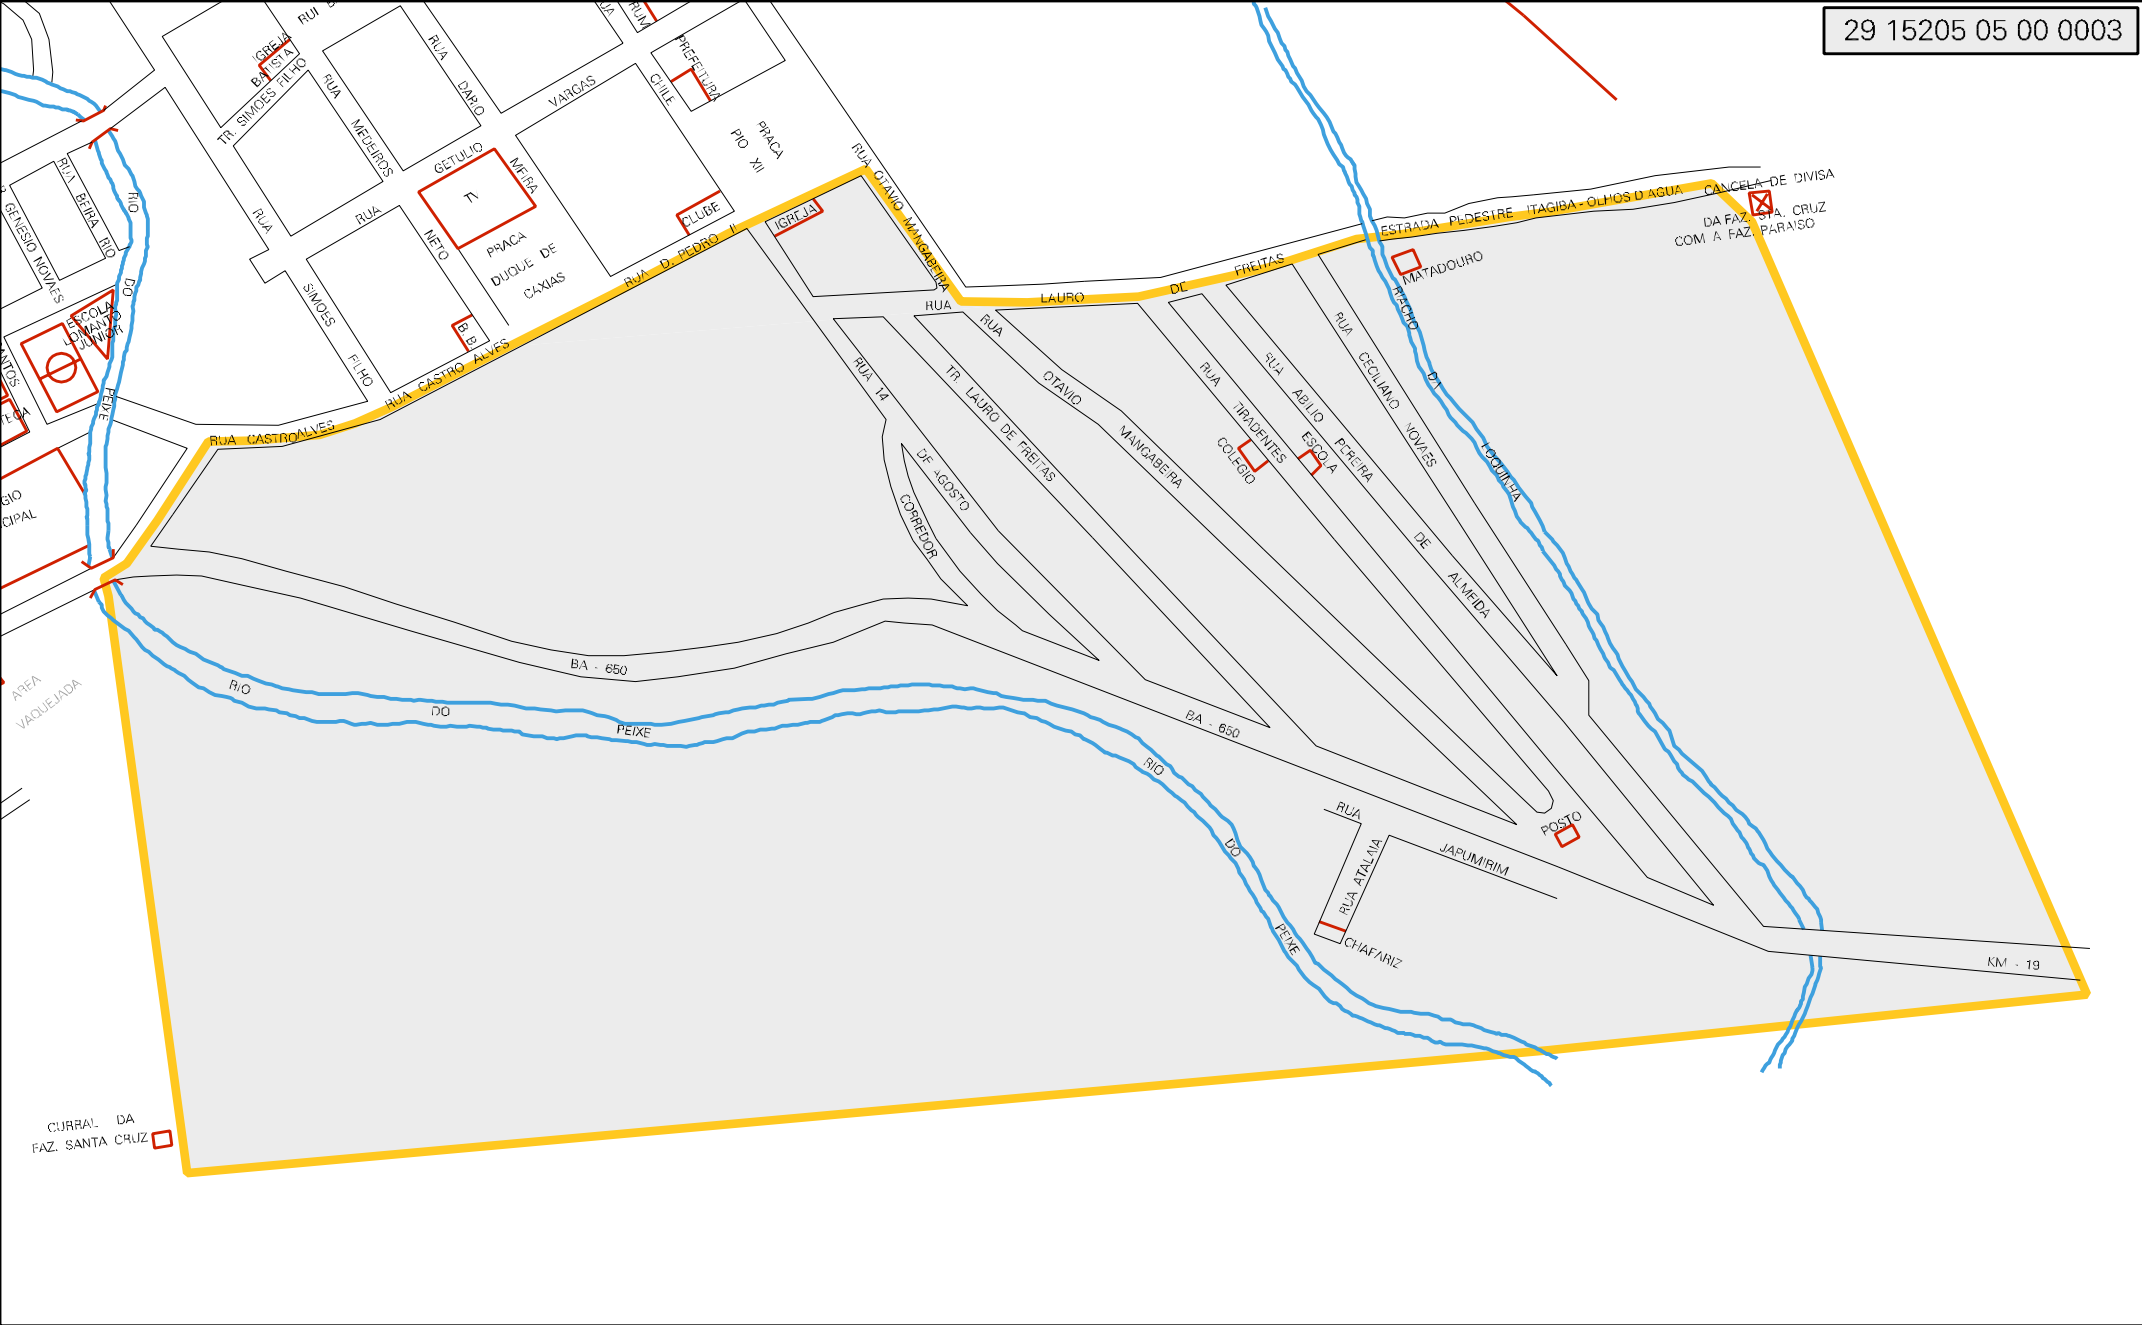 29 15205 05 00 0003
IGREJA
BATISTA
TR. SIMOES FILHO
RUA
MEDEIROS
RUA
DARIO
VARGAS
CHILE
PREFEITURA
PRACA
PIO XII
GETULIO
TV
MEIRA
RUA
NETO
PRACA
DUQUE DE
CAXIAS
CLUBE
IGREJA
RUA D. PEDRO II
RUA OTAVIO MANGABEIRA
RUA BEIRA RIO
GENESIO NOVAES
RIO
DO
PEIXE
ESCOLA
LOMANTO
JUNIOR
RUA
SIMOES
FILHO
B. B.
RUA CASTRO ALVES
RUA CASTRO ALVES
CIPAL
AREA
VAQUEJADA
RUA
LAURO
DE
FREITAS
ESTRADA PEDESTRE ITAGIBA - OLHOS D AGUA
CANCELA DE DIVISA
DA FAZ. STA. CRUZ
COM A FAZ. PARAISO
MATADOURO
RIACHO
DA
LOQUINHA
RUA 14
DE AGOSTO
CORREDOR
TR. LAURO DE FREITAS
RUA
OTAVIO
MANGABEIRA
RUA
TIRADENTES
COLEGIO
ESCOLA
RUA
ABILIO
PEREIRA
DE
ALMEIDA
RUA
CECILIANO
NOVAES
BA - 650
RIO
DO
PEIXE
BA - 650
RIO
DO
PEIXE
POSTO
RUA
JAPUMIRIM
RUA ATALAIA
CHAFARIZ
KM - 19
CURRAL DA
FAZ. SANTA CRUZ